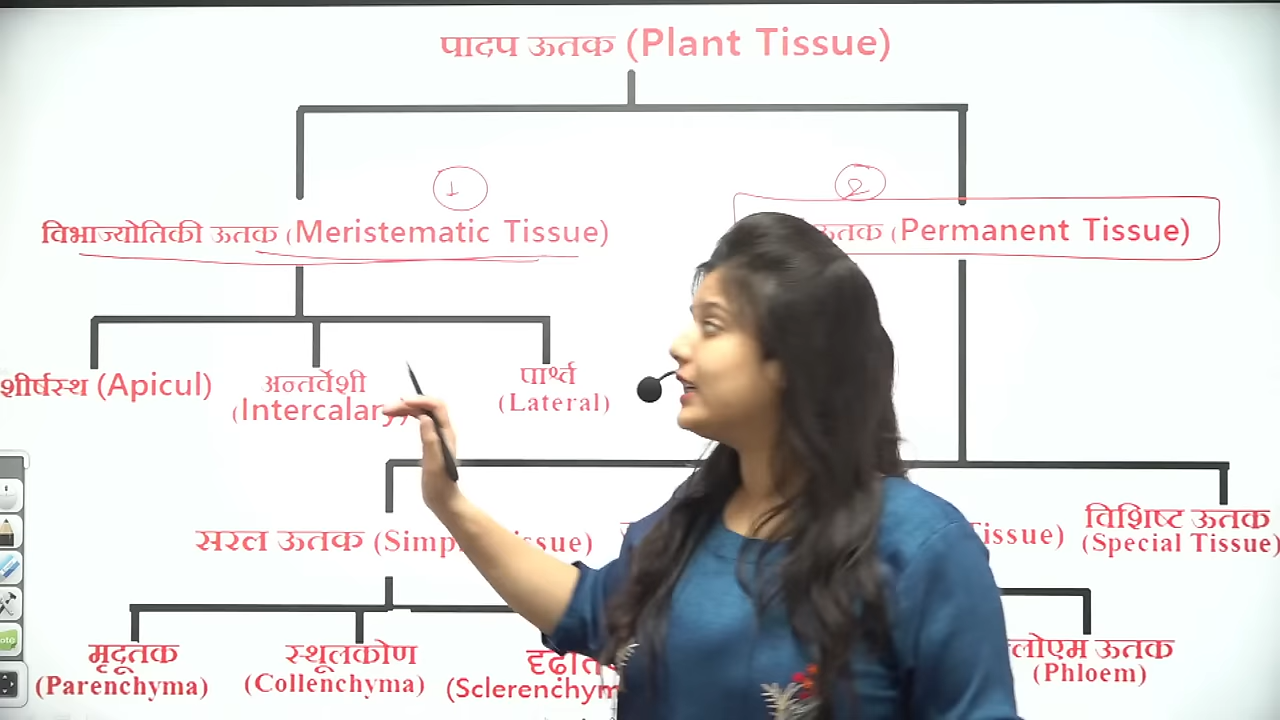 पादप ऊतक (Plant Tissue)
1
2
विभाज्योतिकी ऊतक (Meristematic Tissue)
ऊतक (Permanent Tissue)
शीर्षस्थ (Apicul)
अन्तर्वेशी
(Intercalary)
पार्श्व
(Lateral)
सरल ऊतक (Simp issue)
issue)
विशिष्ट ऊतक
(Special Tissue)
मृदूतक
(Parenchyma)
स्थूलकोण
(Collenchyma)
(Sclerenchym
लोएम ऊतक
(Phloem)